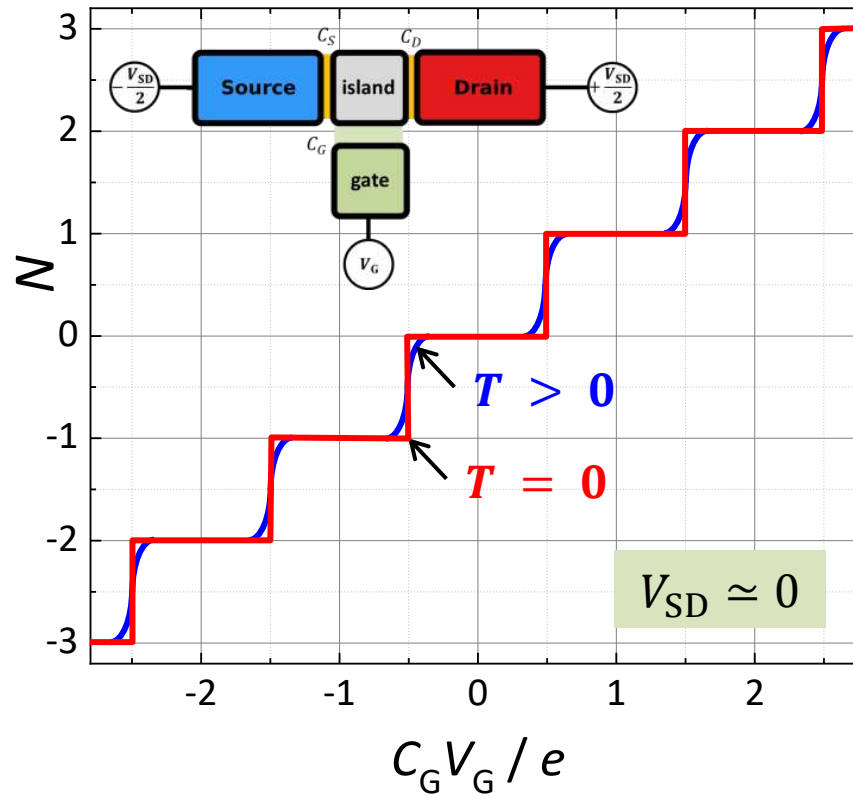 C_S C_D
-V_SD/2 Source island Drain +V_SD/2
C_G
gate
V_G
3
2
1
0
-1
-2
-3
N
T > 0
T = 0
V_SD ≃ 0
-2 -1 0 1 2
C_G V_G / e